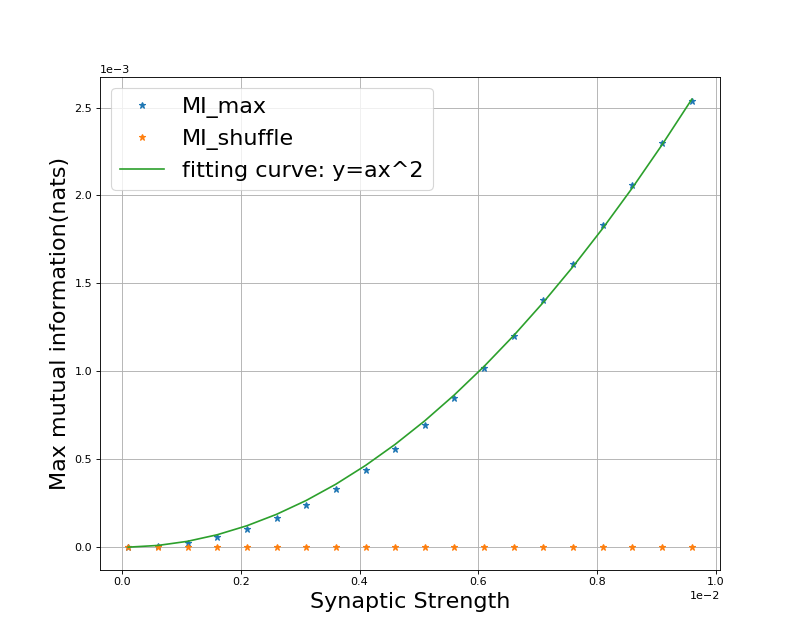 1e−3
MI_max
MI_shuffle
fitting curve: y=ax^2
Max mutual information(nats)
2.5
2.0
1.5
1.0
0.5
0.0
0.0 0.2 0.4 0.6 0.8 1.0
Synaptic Strength
1e−2